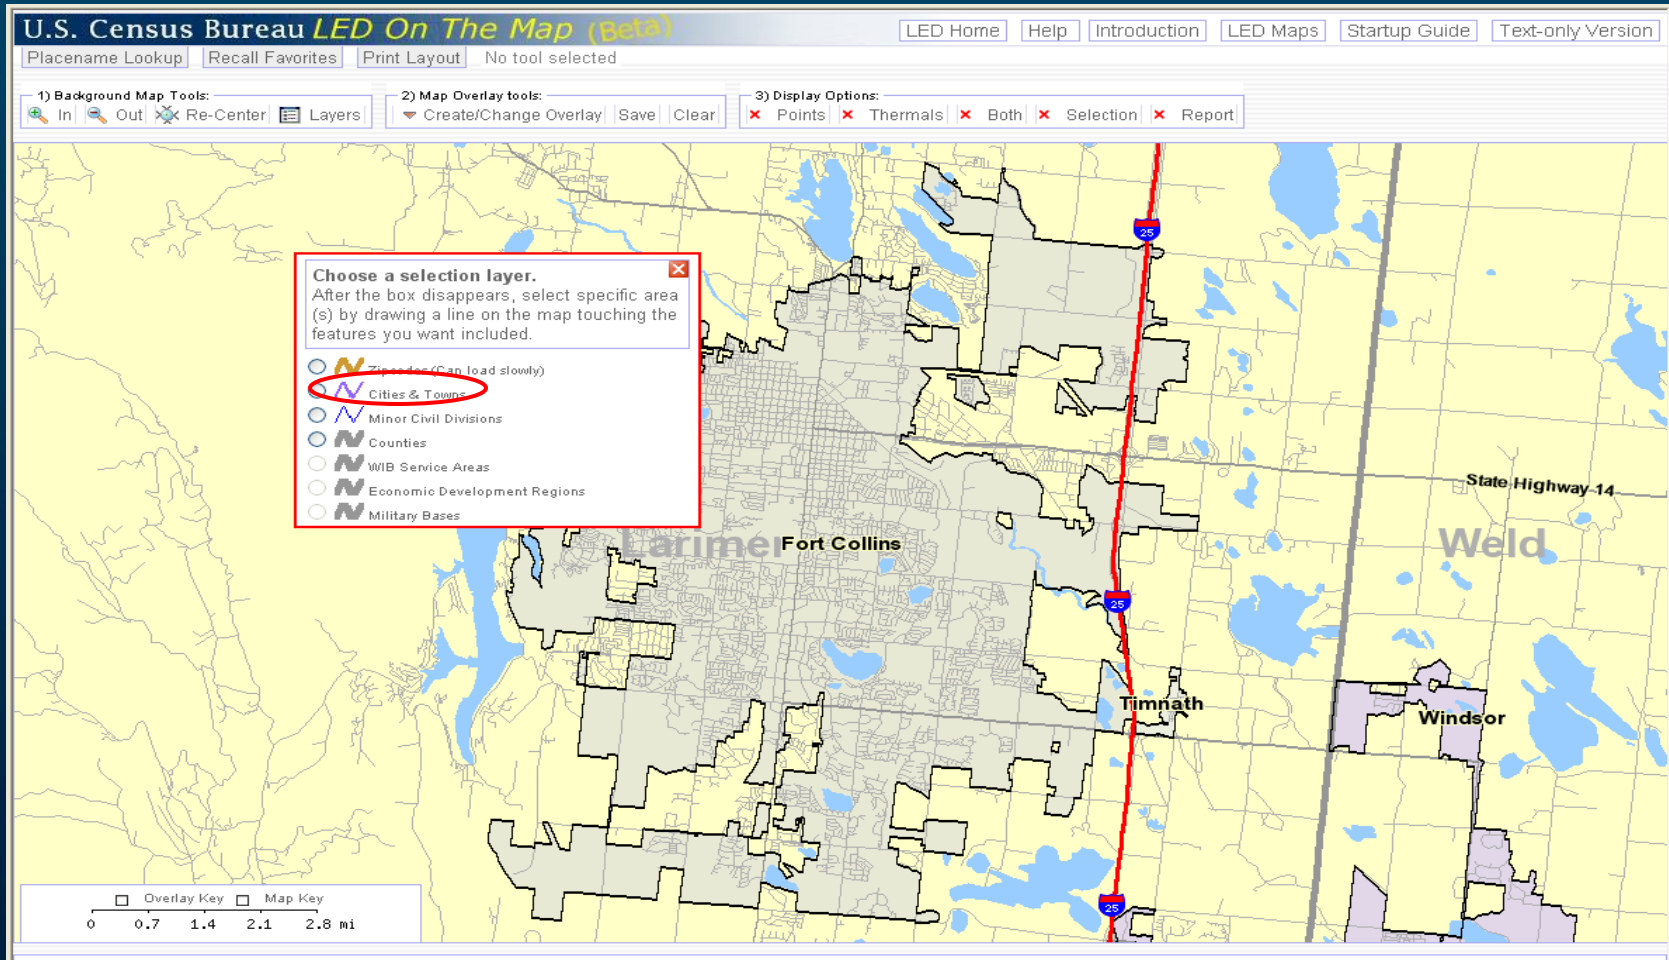 U.S. Census Bureau LED On The Map (Beta)
LED Home Help Introduction LED Maps Startup Guide Text-only Version
Placename Lookup Recall Favorites Print Layout No tool selected
1) Background Map Tools: 2) Map Overlay tools: 3) Display Options:
In Out Re-Center Layers Create/Change Overlay Save Clear Points Thermals Both Selection Report
25
Choose a selection layer.
After the box disappears, select specific area
(s) by drawing a line on the map touching the
features you want included.
Zipcodes (Can load slowly)
Cities & Towns
Minor Civil Divisions
Counties
WIB Service Areas
Economic Development Regions
Military Bases
State Highway 14
Larimer Fort Collins Weld
25
Timnath
Windsor
Overlay Key Map Key
0 0.7 1.4 2.1 2.8 mi
25